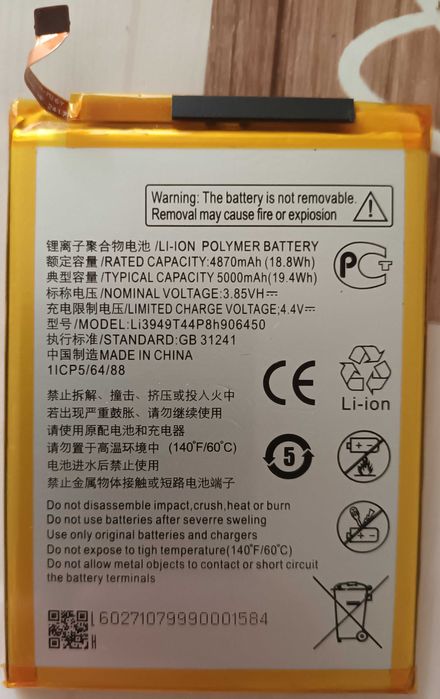 Warning: The battery is not removable.
Removal may cause fire or explosion
锂离子聚合物电池 /LI-ION POLYMER BATTERY
额定容量/RATED CAPACITY:4870mAh(18.8Wh)
典型容量/TYPICAL CAPACITY 5000mAh(19.4Wh)
标称电压/NOMINAL VOLTAGE:3.85V
充电限制电压/LIMITED CHARGE VOLTAGE;4.4V
型号/MODEL:Li3949T44P8h906450
执行标准/STANDARD:GB 31241
中国制造MADE IN CHINA
1ICP5/64/88
禁止拆解、撞击、挤压或投入火中
若出现严重鼓胀、请勿继续使用
请使用原配电池和充电器
请勿置于高温环境中 (140°F/60°C)
电池进水后禁止使用
禁止金属物体接触或短路电池端子
Li-ion
5
Do not disassemble impact,crush,heat or burn
Do not use batteries after severre sweling
Use only original batteries and chargers
Do not expose to tigh temperature(140°F/60°C)
Do not allow metal objects to contact or short circuit
the battery terminals
60271079990001584